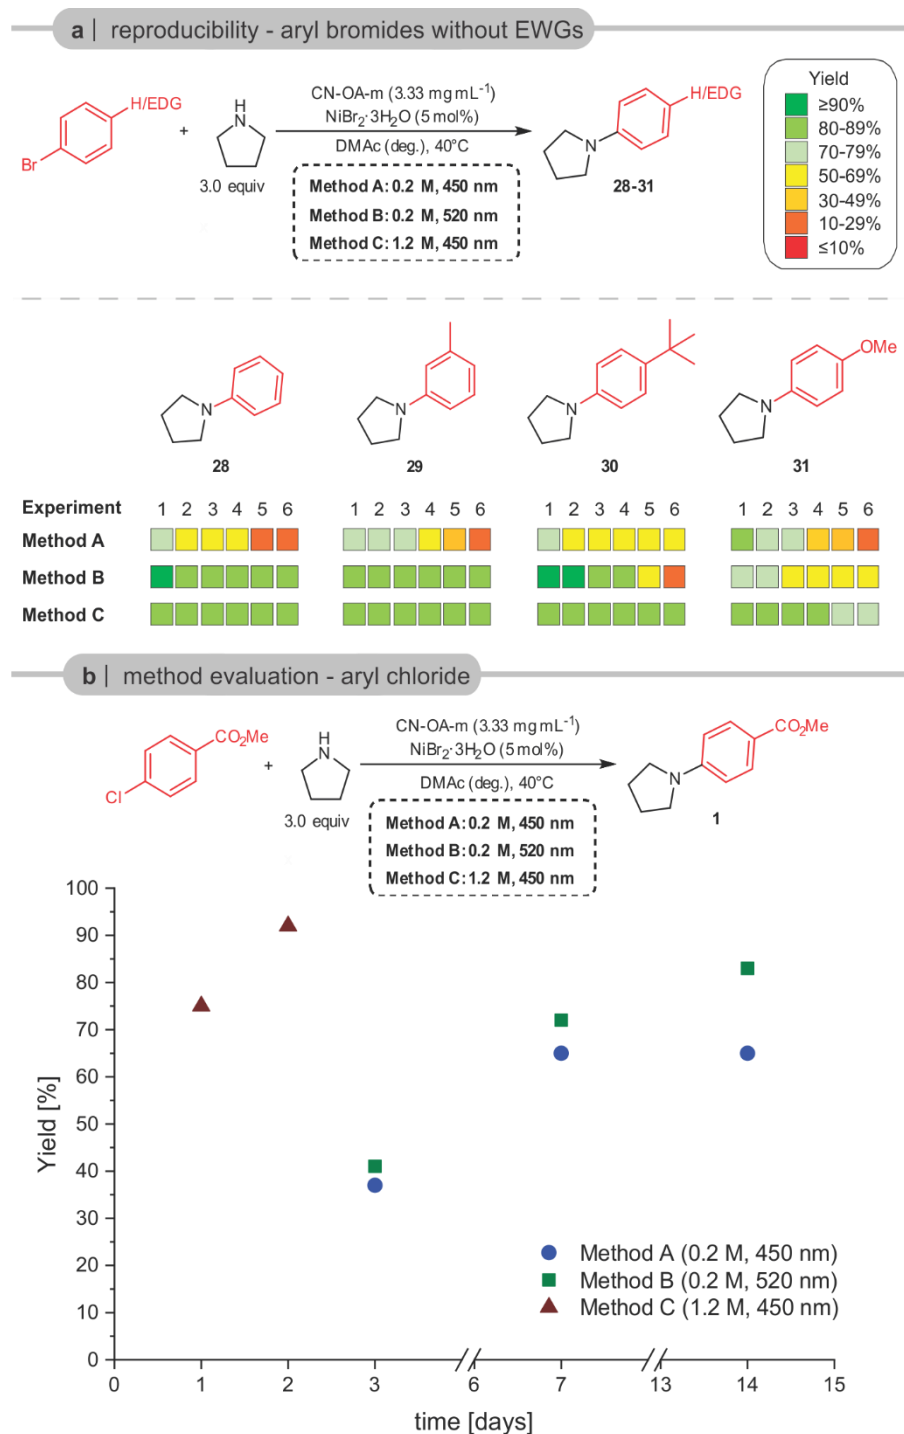 a | reproducibility - aryl bromides without EWGs
H/EDG
Br
+
H
N
3.0 equiv
CN-OA-m (3.33 mg mL⁻¹)
NiBr₂·3H₂O (5 mol%)
DMAc (deg.), 40°C
Method A: 0.2 M, 450 nm
Method B: 0.2 M, 520 nm
Method C: 1.2 M, 450 nm
H/EDG
N
28-31
Yield
≥90%
80-89%
70-79%
50-69%
30-49%
10-29%
≤10%
N
28
N
29
N
30
OMe
N
31
Experiment 1 2 3 4 5 6 1 2 3 4 5 6 1 2 3 4 5 6 1 2 3 4 5 6
Method A
Method B
Method C
b | method evaluation - aryl chloride
CO₂Me
Cl
+
H
N
3.0 equiv
CN-OA-m (3.33 mg mL⁻¹)
NiBr₂·3H₂O (5 mol%)
DMAc (deg.), 40°C
Method A: 0.2 M, 450 nm
Method B: 0.2 M, 520 nm
Method C: 1.2 M, 450 nm
CO₂Me
N
1
Yield [%]
100
90
80
70
60
50
40
30
20
10
0
Method A (0.2 M, 450 nm)
Method B (0.2 M, 520 nm)
Method C (1.2 M, 450 nm)
0 1 2 3 6 7 13 14 15
time [days]